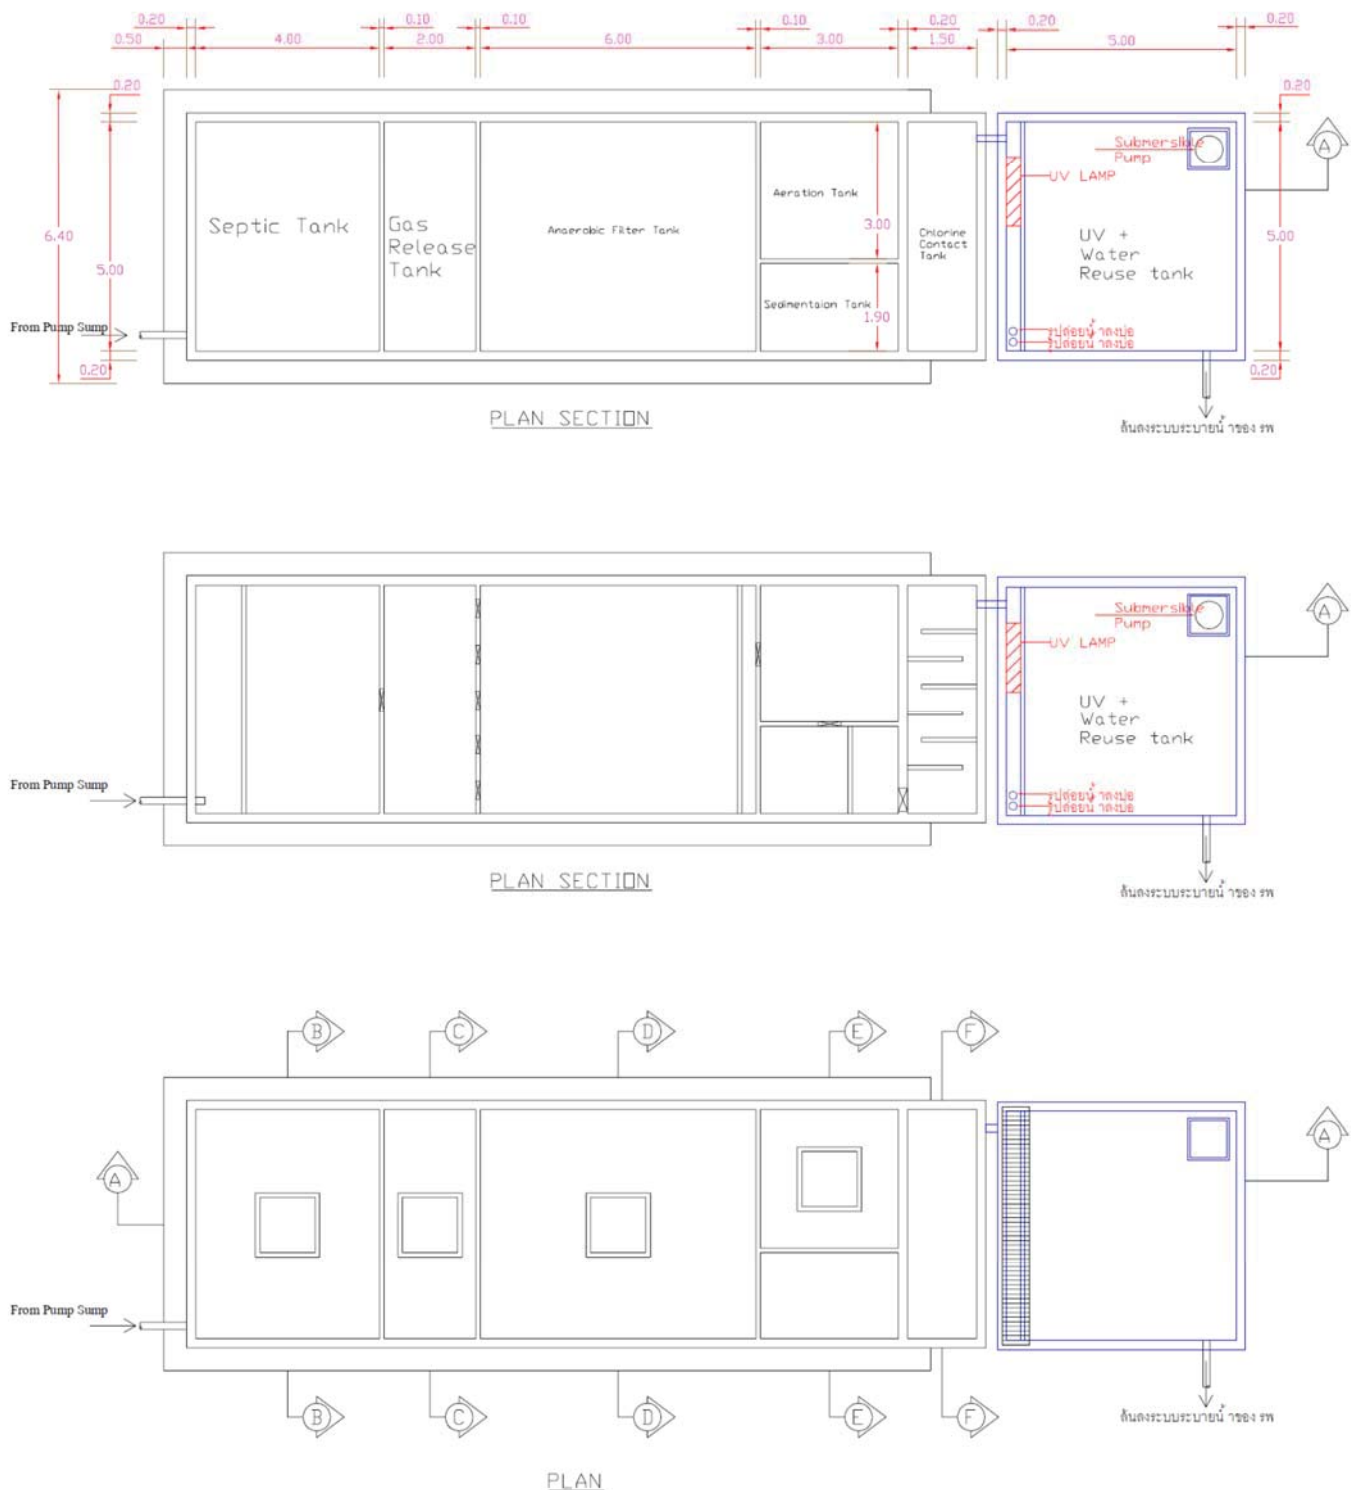 0.20 0.10 0.10 0.10 0.20 0.20 0.20
0.50 4.00 2.00 6.00 3.00 1.50 5.00
0.20 0.20
Submersible
Pump
A
UV LAMP
Aeration Tank
Septic Tank
Gas
Release
Tank
Anaerobic Filter Tank
3.00
Chlorine
Contact
Tank
UV +
Water
Reuse tank
6.40
5.00
5.00
Sedimentaion Tank
1.90
From Pump Sump
0.20
0.20
PLAN SECTION
Submersible
Pump
A
UV LAMP
UV +
Water
Reuse tank
From Pump Sump
PLAN SECTION
B C D E F
A
A
From Pump Sump
B C D E F
PLAN